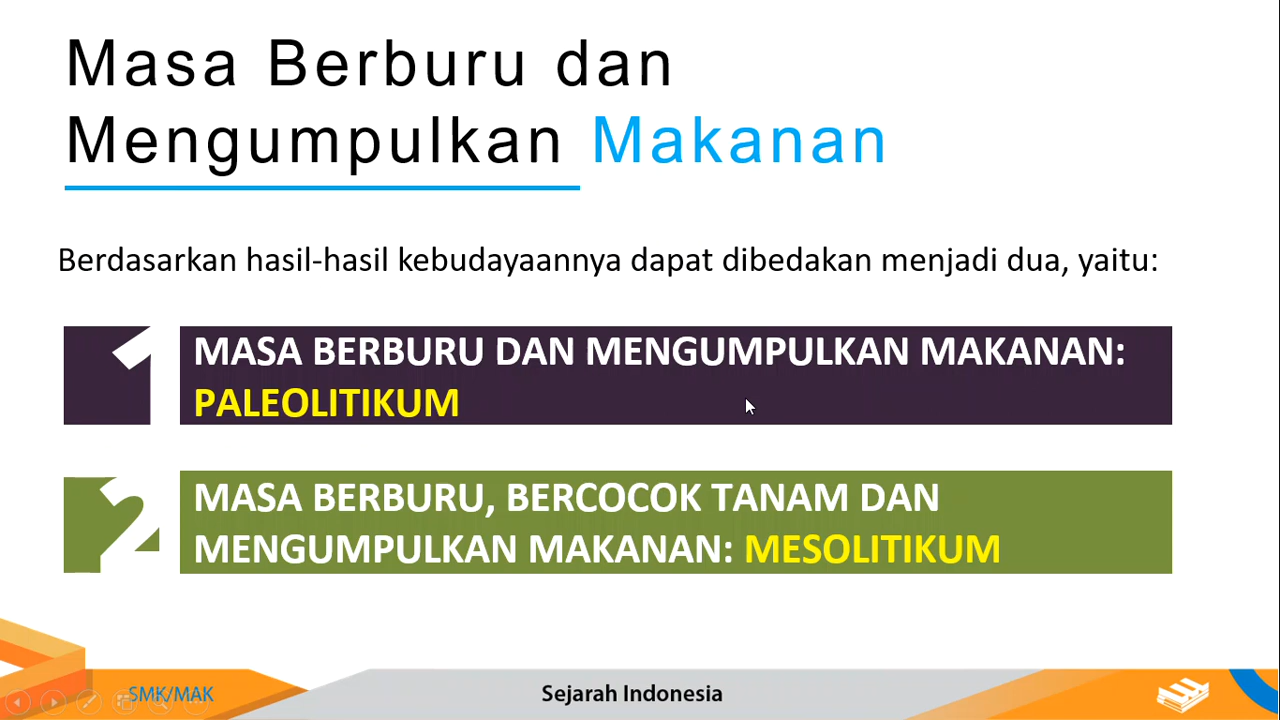 Masa Berburu dan
Mengumpulkan Makanan
Berdasarkan hasil-hasil kebudayaannya dapat dibedakan menjadi dua, yaitu:
1
MASA BERBURU DAN MENGUMPULKAN MAKANAN:
PALEOLITIKUM
2
MASA BERBURU, BERCOCOK TANAM DAN
MENGUMPULKAN MAKANAN: MESOLITIKUM
SMK/MAK
Sejarah Indonesia